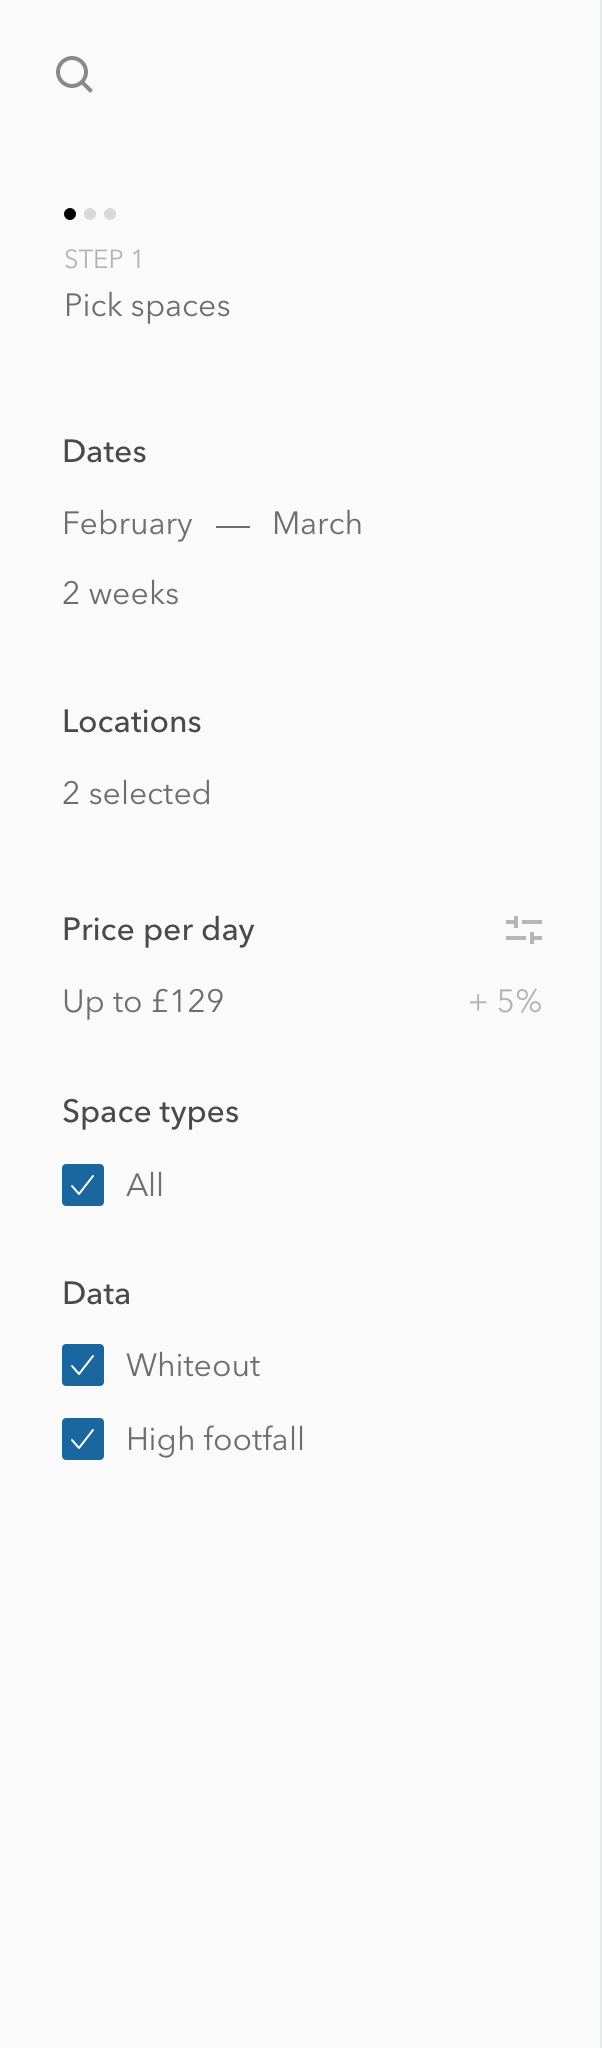 STEP 1
Pick spaces
Dates
February — March
2 weeks
Locations
2 selected
Price per day
Up to £129 + 5%
Space types
All
Data
Whiteout
High footfall